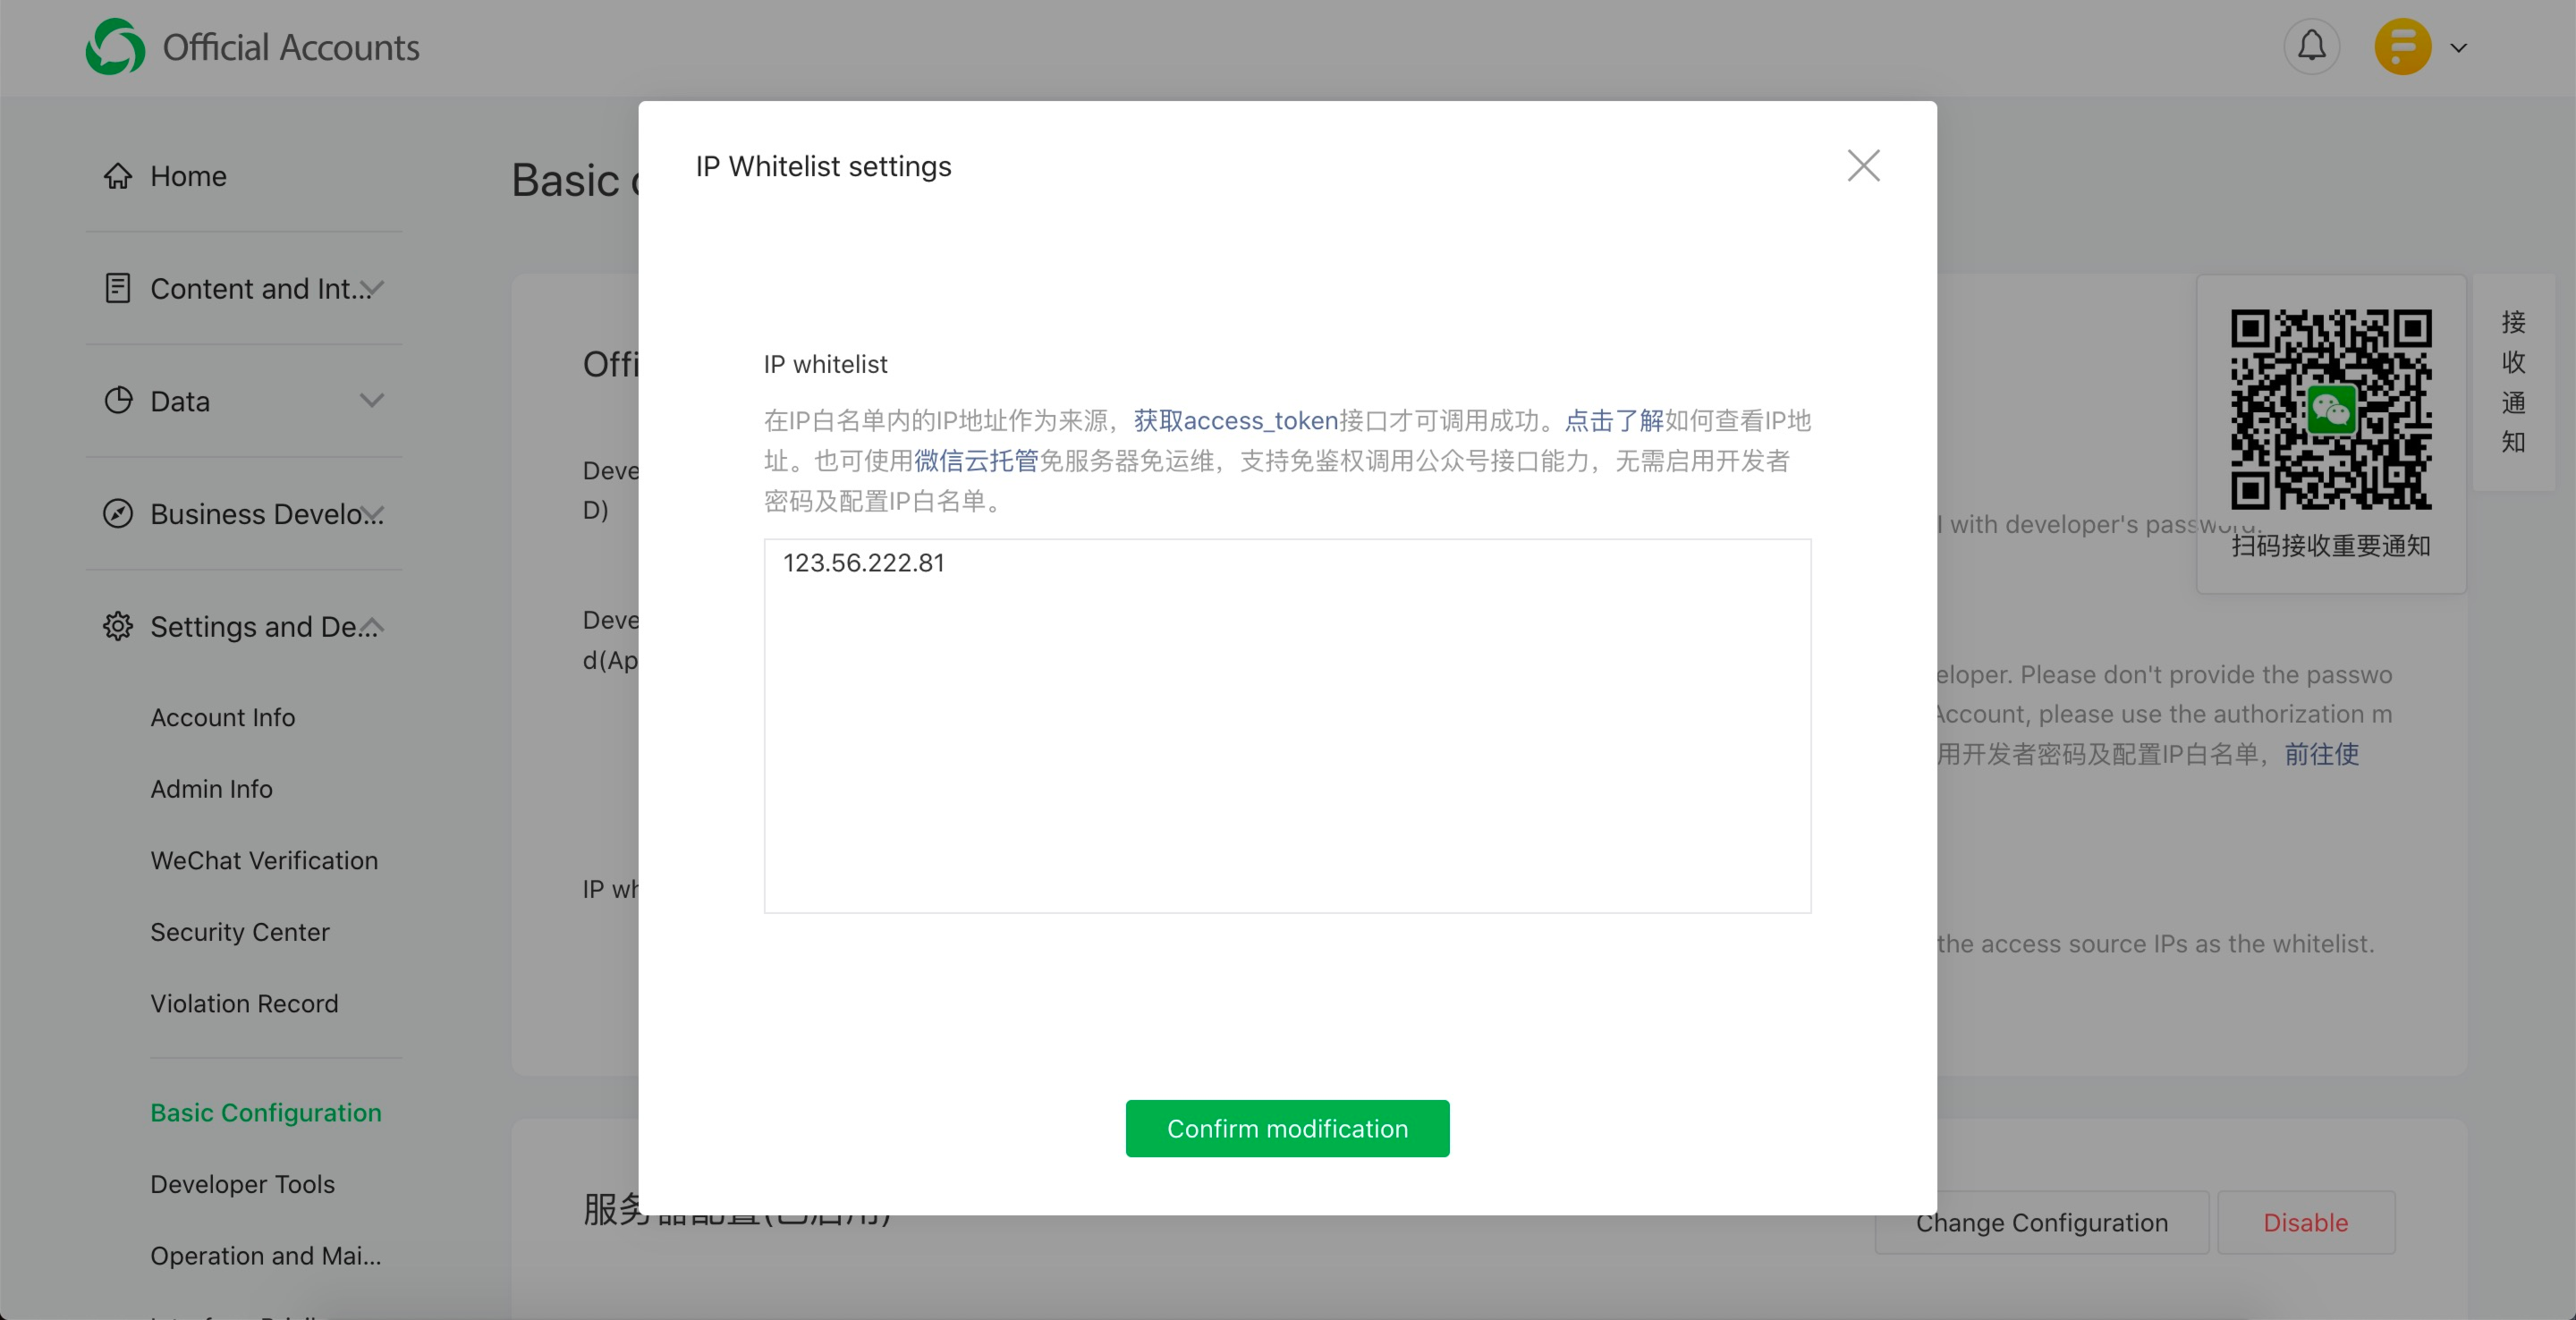 Official Accounts
Home
Content and Int...
Data
Business Develo...
Settings and De...
Account Info
Admin Info
WeChat Verification
Security Center
Violation Record
Basic Configuration
Developer Tools
Operation and Mai...
Basic
Offi
Deve
D)
Deve
d(Ap
IP wh
IP Whitelist settings
IP whitelist
在IP白名单内的IP地址作为来源，获取access_token接口才可调用成功。点击了解如何查看IP地
址。也可使用微信云托管免服务器免运维，支持免鉴权调用公众号接口能力，无需启用开发者
密码及配置IP白名单。
123.56.222.81
Confirm modification
with developer's password.
eloper. Please don't provide the passwo
Account, please use the authorization m
用开发者密码及配置IP白名单，前往使
the access source IPs as the whitelist.
扫码接收重要通知
接
收
通
知
服务器配置(已启用)
Change Configuration
Disable